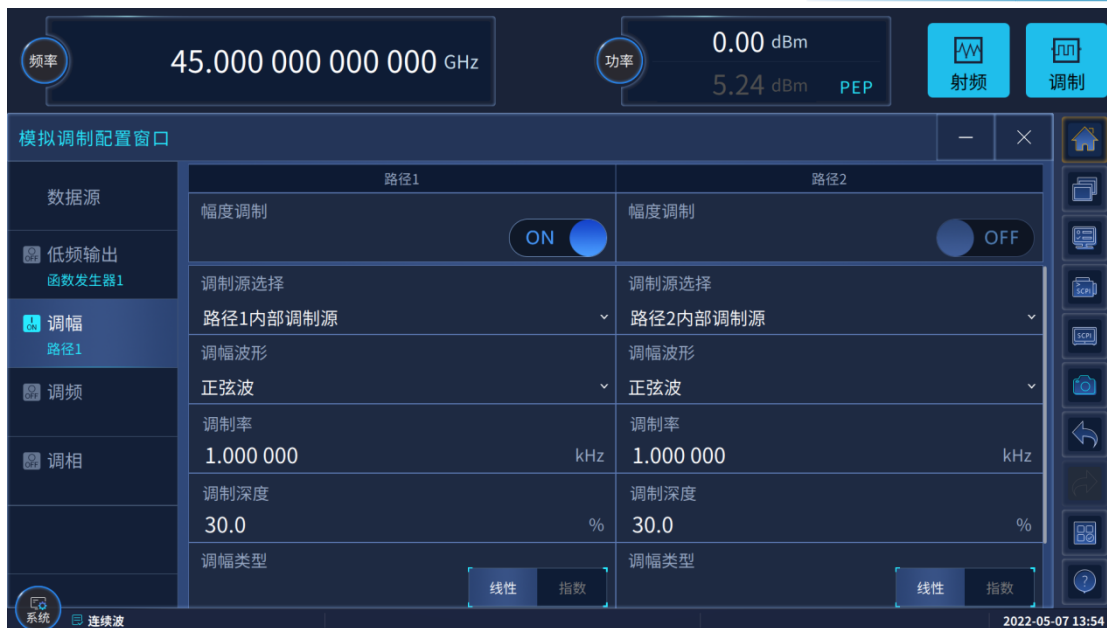 频率
45.000 000 000 000 GHz
功率
0.00 dBm
5.24 dBm PEP
射频
调制
模拟调制配置窗口
数据源
低频输出
函数发生器1
调幅
路径1
调频
调相
路径1
路径2
幅度调制
ON
幅度调制
OFF
调制源选择
路径1内部调制源
调制源选择
路径2内部调制源
调幅波形
正弦波
调幅波形
正弦波
调制率
1.000 000 kHz
调制率
1.000 000 kHz
调制深度
30.0 %
调制深度
30.0 %
调幅类型
线性 指数
调幅类型
线性 指数
SCPI
SCPI
系统
连续波
2022-05-07 13:54